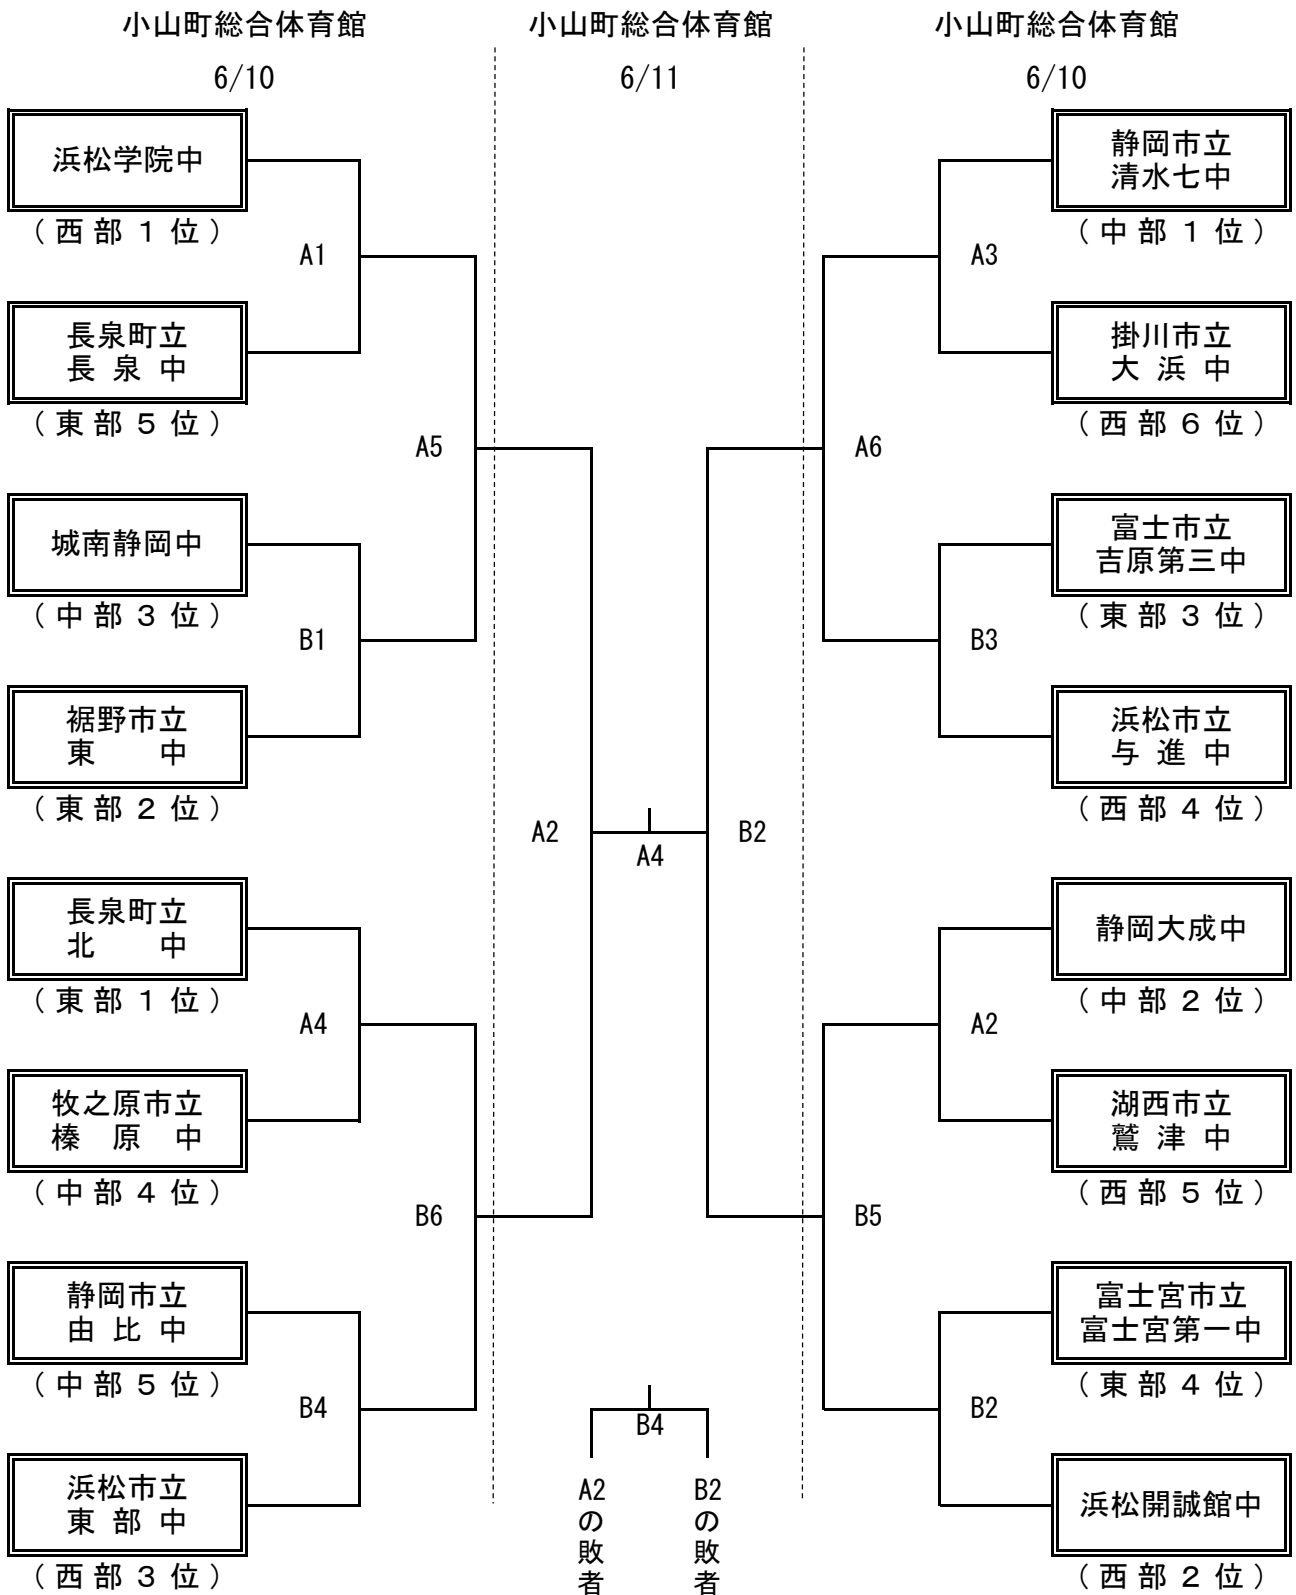 小山町総合体育館
6/10
小山町総合体育館
6/11
小山町総合体育館
6/10
浜松学院中
(西部1位)
A1
長泉町立
長泉中
(東部5位)
A5
城南静岡中
(中部3位)
B1
裾野市立
東 中
(東部2位)
長泉町立
北 中
(東部1位)
A4
牧之原市立
榛原中
(中部4位)
B6
静岡市立
由比中
(中部5位)
B4
浜松市立
東部中
(西部3位)
A2
A4
B2
B4
A2の敗者
B2の敗者
静岡市立
清水七中
(中部1位)
A3
掛川市立
大浜中
(西部6位)
A6
富士市立
吉原第三中
(東部3位)
B3
浜松市立
与進中
(西部4位)
静岡大成中
(中部2位)
A2
湖西市立
鷲津中
(西部5位)
B5
富士宮市立
富士宮第一中
(東部4位)
B2
浜松開誠館中
(西部2位)